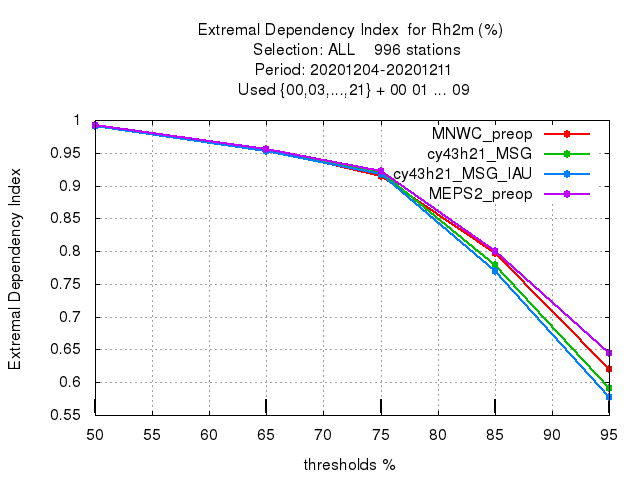 Extremal Dependency Index  for Rh2m (%)
Selection: ALL    996 stations
Period: 20201204-20201211
Used {00,03,...,21} + 00 01 ... 09
1
0.95
0.9
0.85
0.8
0.75
0.7
0.65
0.6
0.55
Extremal Dependency Index
MNWC_preop
cy43h21_MSG
cy43h21_MSG_IAU
MEPS2_preop
50 55 60 65 70 75 80 85 90 95
thresholds %